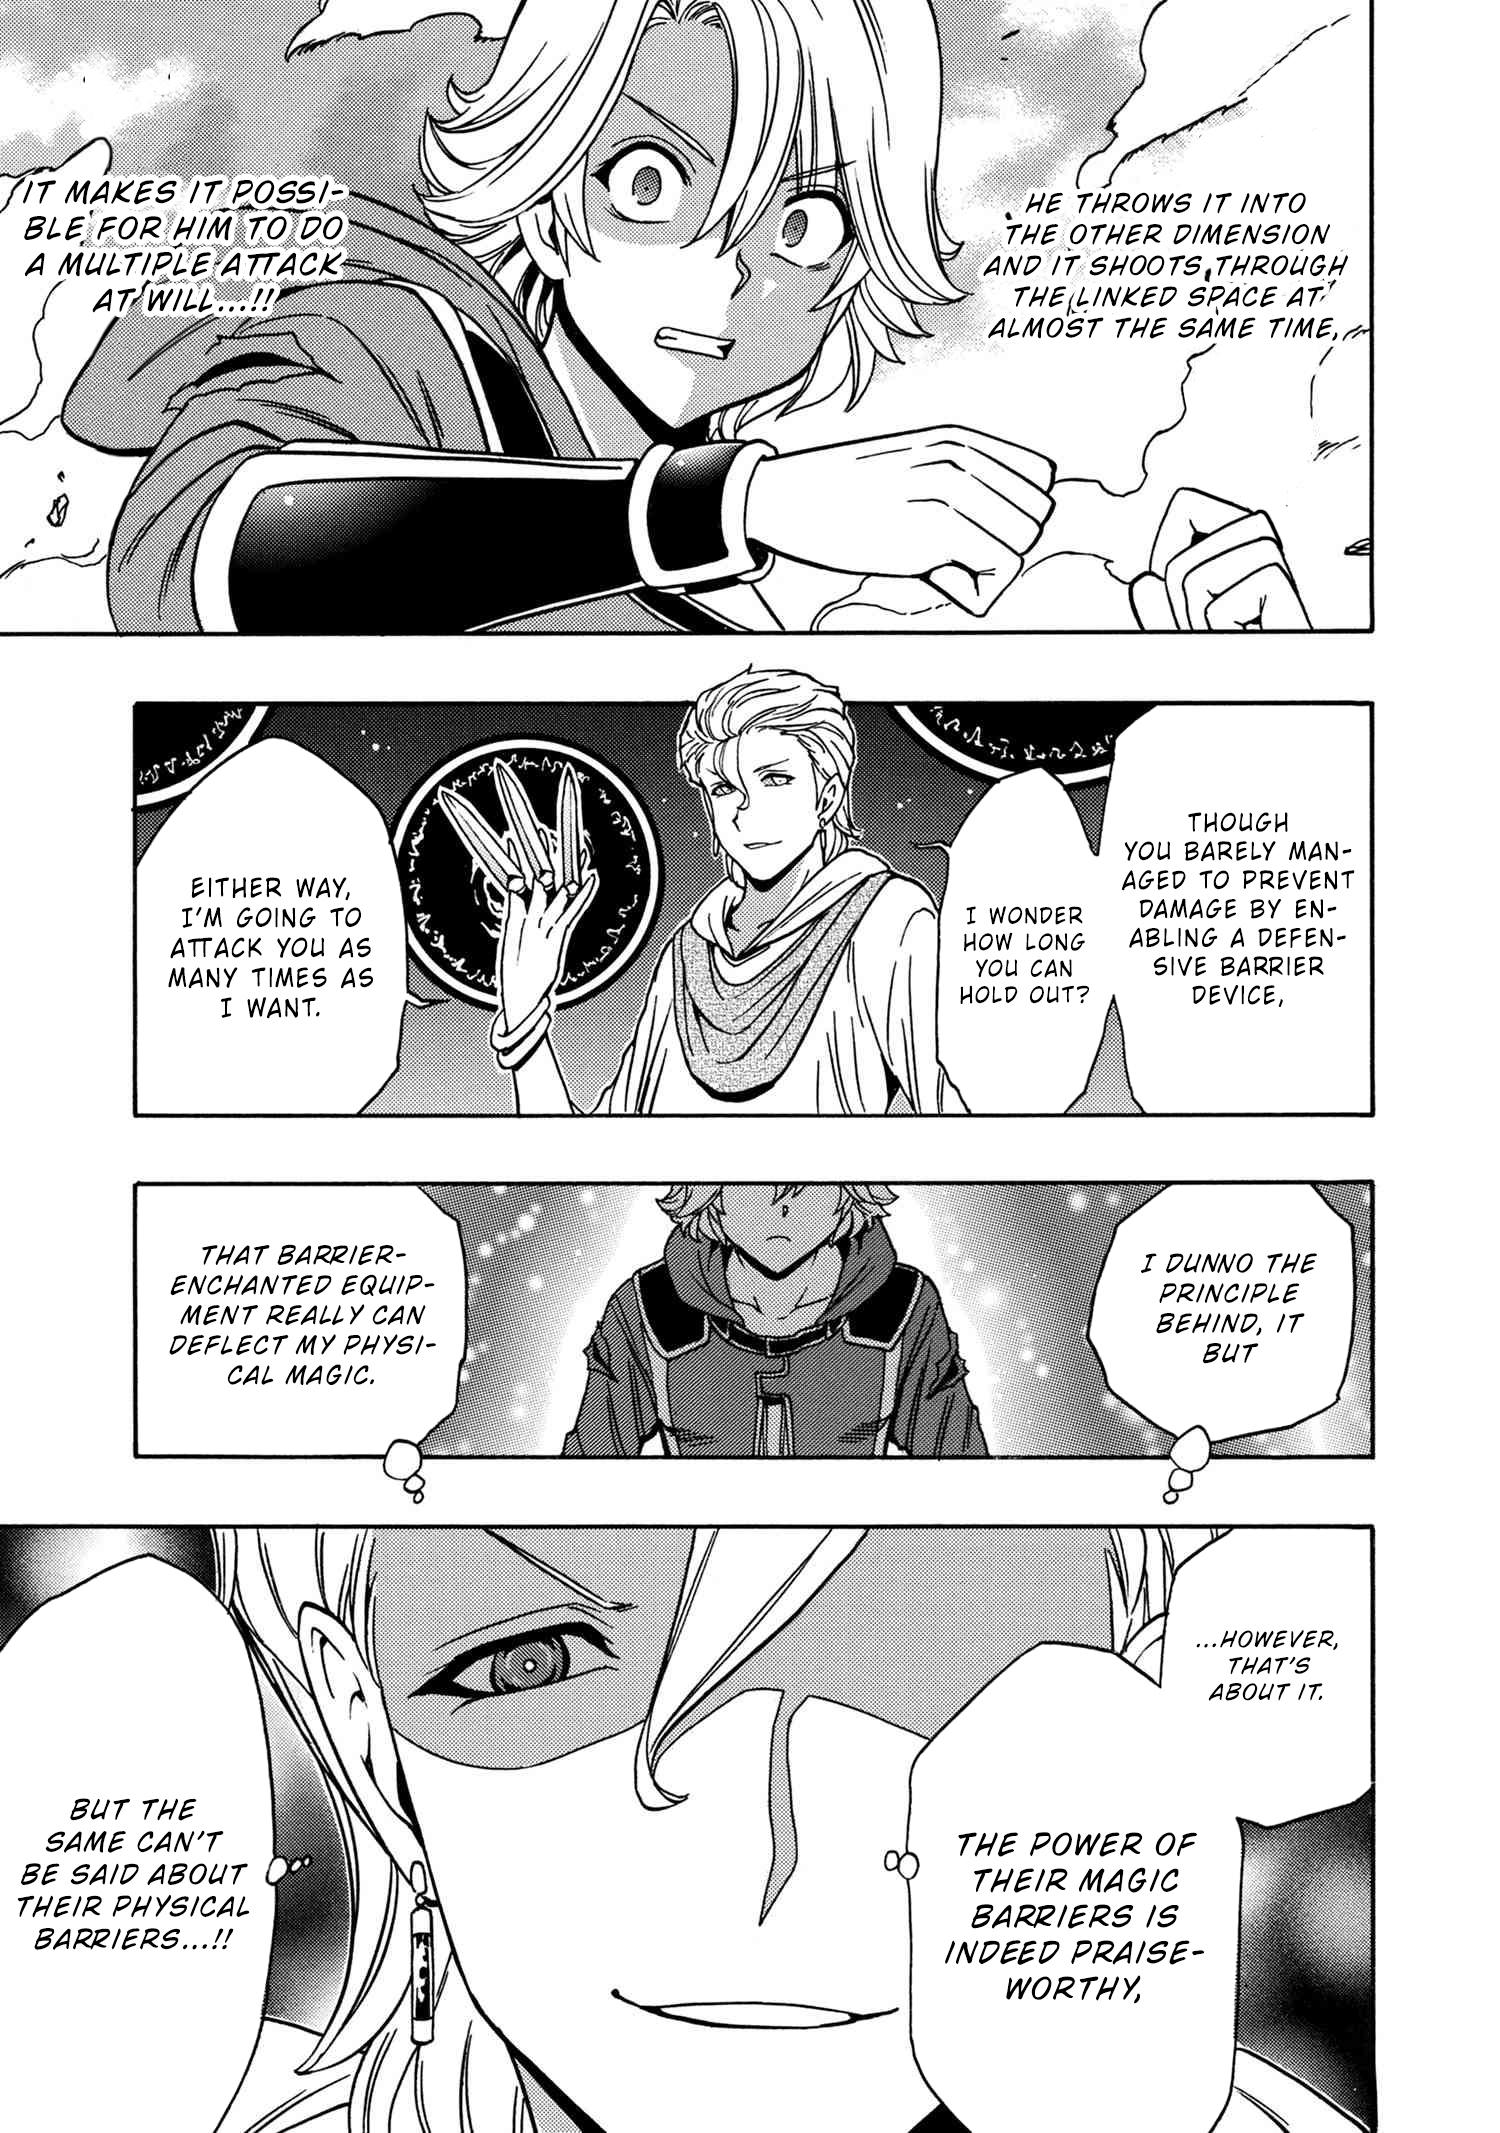 HE THROWS IT INTO
THE OTHER DIMENSION
AND IT SHOOTS THROUGH
THE LINKED SPACE AT
ALMOST THE SAME TIME,
IT MAKES IT POSSI-
BLE FOR HIM TO DO
A MULTIPLE ATTACK
AT WILL...!!
THOUGH
YOU BARELY MAN-
AGED TO PREVENT
DAMAGE BY EN-
ABLING A DEFEN-
SIVE BARRIER
DEVICE,
I WONDER
HOW LONG
YOU CAN
HOLD OUT?
EITHER WAY,
I'M GOING TO
ATTACK YOU AS
MANY TIMES AS
I WANT.
I DUNNO THE
PRINCIPLE
BEHIND, IT
BUT
THAT BARRIER-
ENCHANTED EQUIP-
MENT REALLY CAN
DEFLECT MY PHYSI-
CAL MAGIC.
...HOWEVER,
THAT'S
ABOUT IT.
THE POWER OF
THEIR MAGIC
BARRIERS IS
INDEED PRAISE-
WORTHY,
BUT THE
SAME CAN'T
BE SAID ABOUT
THEIR PHYSICAL
BARRIERS...!!